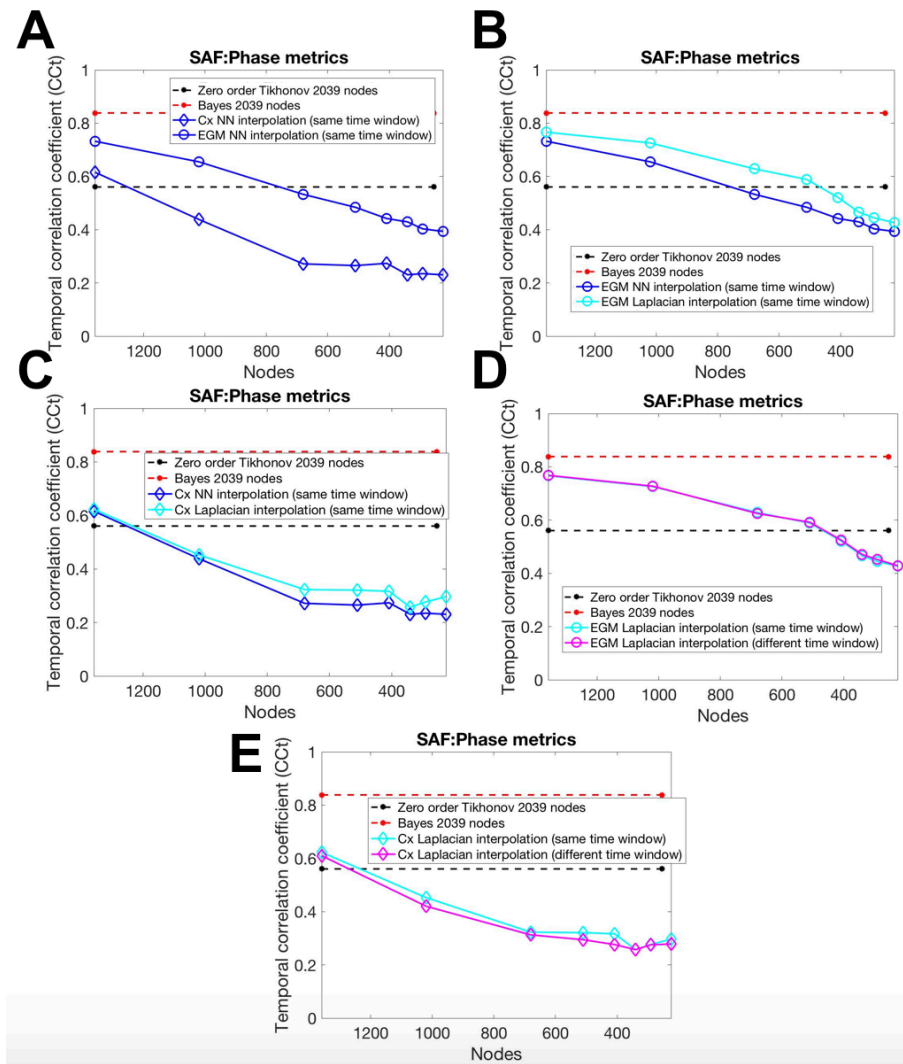 A
SAF:Phase metrics
Temporal correlation coefficient (CCt)
1
0.8
0.6
0.4
0.2
0
Zero order Tikhonov 2039 nodes
Bayes 2039 nodes
Cx NN interpolation (same time window)
EGM NN interpolation (same time window)
1200 1000 800 600 400
Nodes
B
SAF:Phase metrics
Temporal correlation coefficient (CCt)
1
0.8
0.6
0.4
0.2
0
Zero order Tikhonov 2039 nodes
Bayes 2039 nodes
EGM NN interpolation (same time window)
EGM Laplacian interpolation (same time window)
1200 1000 800 600 400
Nodes
C
SAF:Phase metrics
Temporal correlation coefficient (CCt)
1
0.8
0.6
0.4
0.2
0
Zero order Tikhonov 2039 nodes
Bayes 2039 nodes
Cx NN interpolation (same time window)
Cx Laplacian interpolation (same time window)
1200 1000 800 600 400
Nodes
D
SAF:Phase metrics
Temporal correlation coefficient (CCt)
1
0.8
0.6
0.4
0.2
0
Zero order Tikhonov 2039 nodes
Bayes 2039 nodes
EGM Laplacian interpolation (same time window)
EGM Laplacian interpolation (different time window)
1200 1000 800 600 400
Nodes
E
SAF:Phase metrics
Temporal correlation coefficient (CCt)
1
0.8
0.6
0.4
0.2
0
Zero order Tikhonov 2039 nodes
Bayes 2039 nodes
Cx Laplacian interpolation (same time window)
Cx Laplacian interpolation (different time window)
1200 1000 800 600 400
Nodes